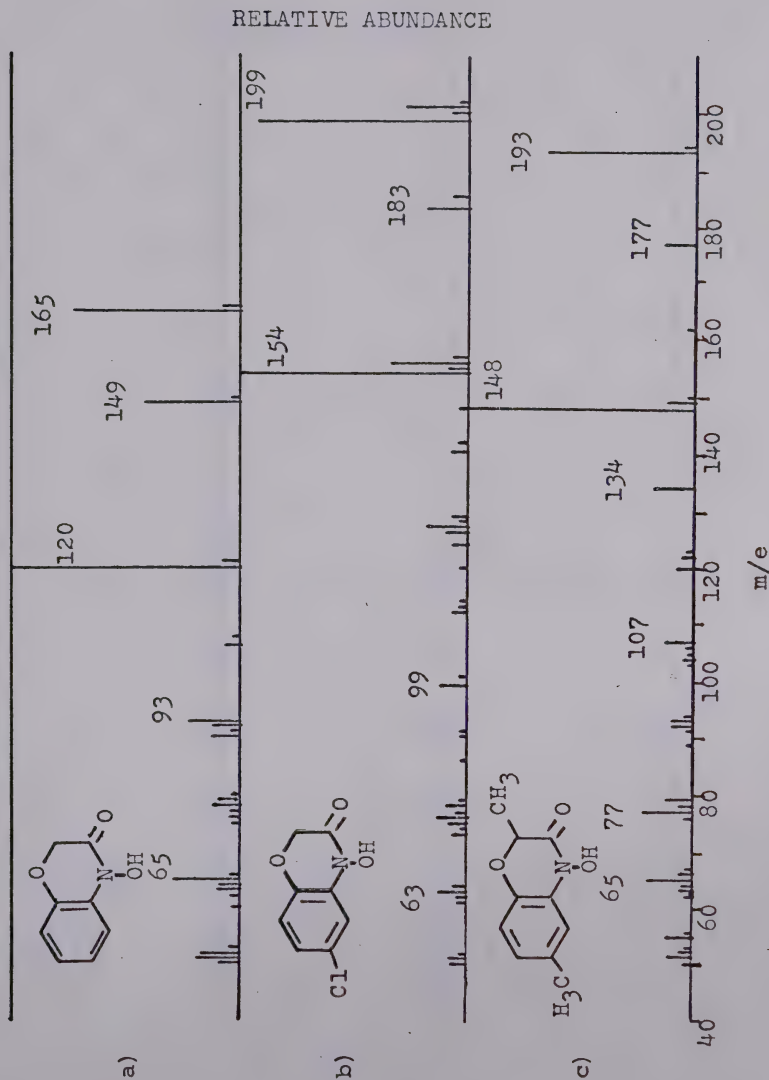 RELATIVE ABUNDANCE
a)
O
O
N
OH
65
93
120
149
165
b)
O
O
N
OH
Cl
63
99
154
183
199
c)
O
CH3
O
N
OH
H3C
65
77
107
134
148
177
193
40
60
80
100
120
140
160
180
200
m/e